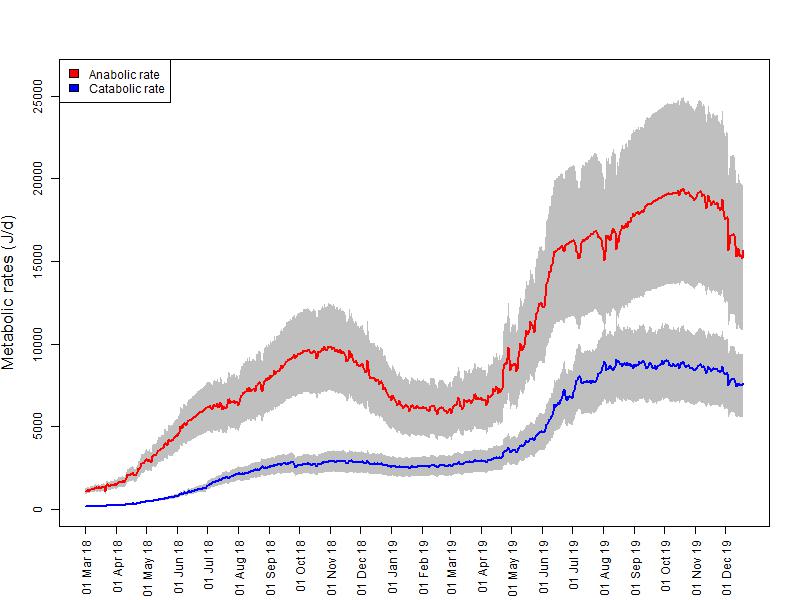 Anabolic rate
Catabolic rate
Metabolic rates (J/d)
25000
20000
15000
10000
5000
0
01 Mar 18
01 Apr 18
01 May 18
01 Jun 18
01 Jul 18
01 Aug 18
01 Sep 18
01 Oct 18
01 Nov 18
01 Dec 18
01 Jan 19
01 Feb 19
01 Mar 19
01 Apr 19
01 May 19
01 Jun 19
01 Jul 19
01 Aug 19
01 Sep 19
01 Oct 19
01 Nov 19
01 Dec 19